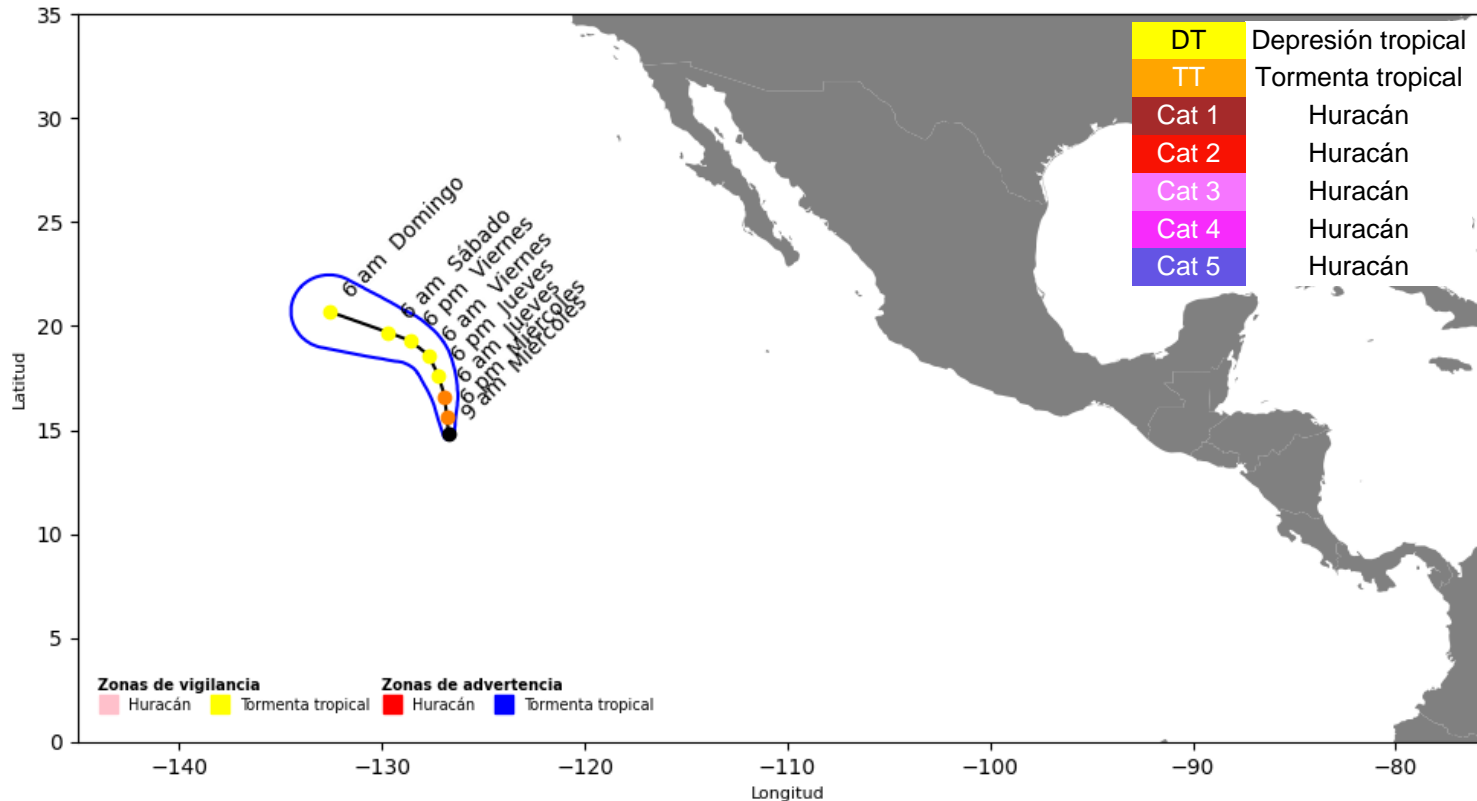 35
30
25
20
15
10
5
0
Latitud
DT Depresión tropical
TT Tormenta tropical
Cat 1 Huracán
Cat 2 Huracán
Cat 3 Huracán
Cat 4 Huracán
Cat 5 Huracán
6 am Domingo
6 am Sábado
6 pm Viernes
6 am Viernes
6 pm Jueves
6 am Jueves
6 pm Miércoles
9 am Miércoles
Zonas de vigilancia Zonas de advertencia
Huracán Tormenta tropical Huracán Tormenta tropical
−140 −130 −120 −110 −100 −90 −80
Longitud